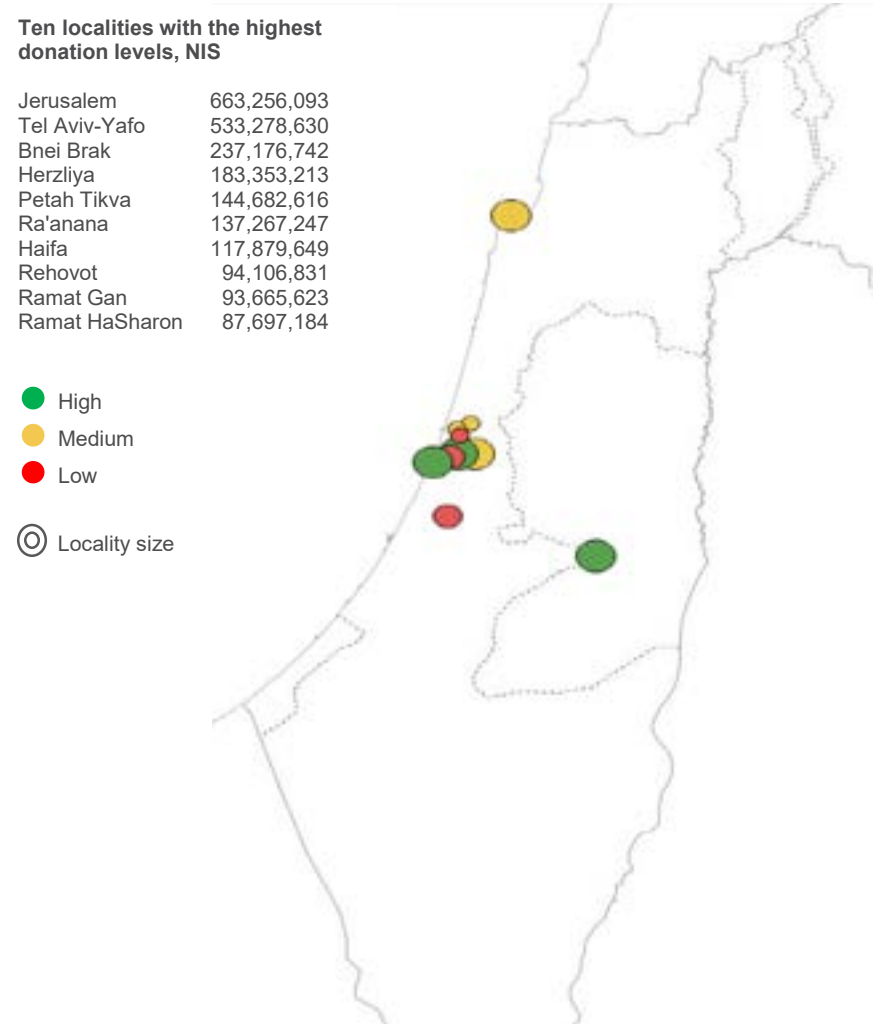 Ten localities with the highest
donation levels, NIS
Jerusalem 663,256,093
Tel Aviv-Yafo 533,278,630
Bnei Brak 237,176,742
Herzliya 183,353,213
Petah Tikva 144,682,616
Ra'anana 137,267,247
Haifa 117,879,649
Rehovot 94,106,831
Ramat Gan 93,665,623
Ramat HaSharon 87,697,184
High
Medium
Low
Locality size